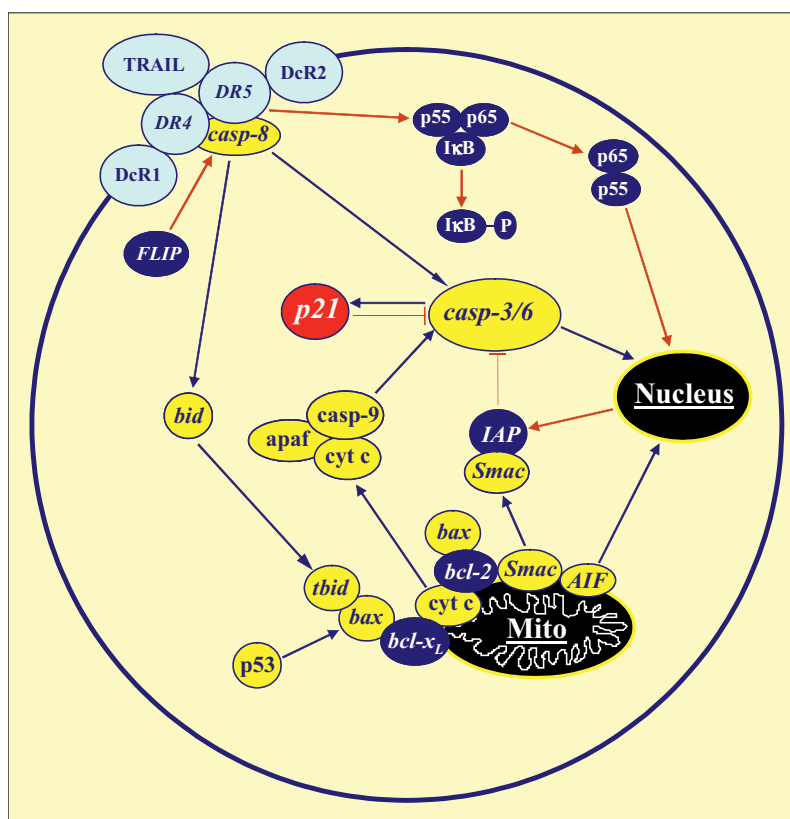 TRAIL
DcR2
DR5
DR4
casp-8
DcR1
FLIP
p55
p65
IκB
IκB
P
p65
p55
p21
casp-3/6
Nucleus
bid
casp-9
apaf
cyt c
IAP
Smac
bax
bcl-2
Smac
AIF
tbid
bax
cyt c
Mito
bcl-xL
p53